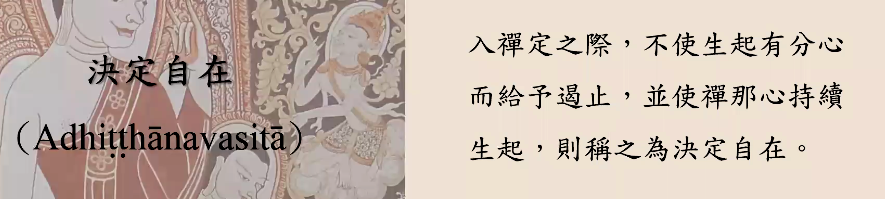 決定自在
（Adhiṭṭhānavasitā）
入禪定之際，不使生起有分心
而給予遏止，並使禪那心持續
生起，則稱之為決定自在。